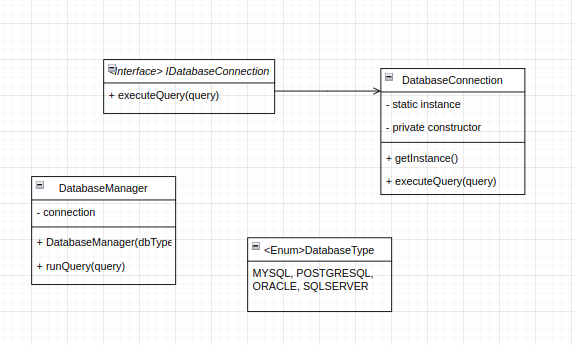 <Interface> IDatabaseConnection
+ executeQuery(query)
DatabaseConnection
- static instance
- private constructor
+ getInstance()
+ executeQuery(query)
DatabaseManager
- connection
+ DatabaseManager(dbType
+ runQuery(query)
<Enum>DatabaseType
MYSQL, POSTGRESQL,
ORACLE, SQLSERVER